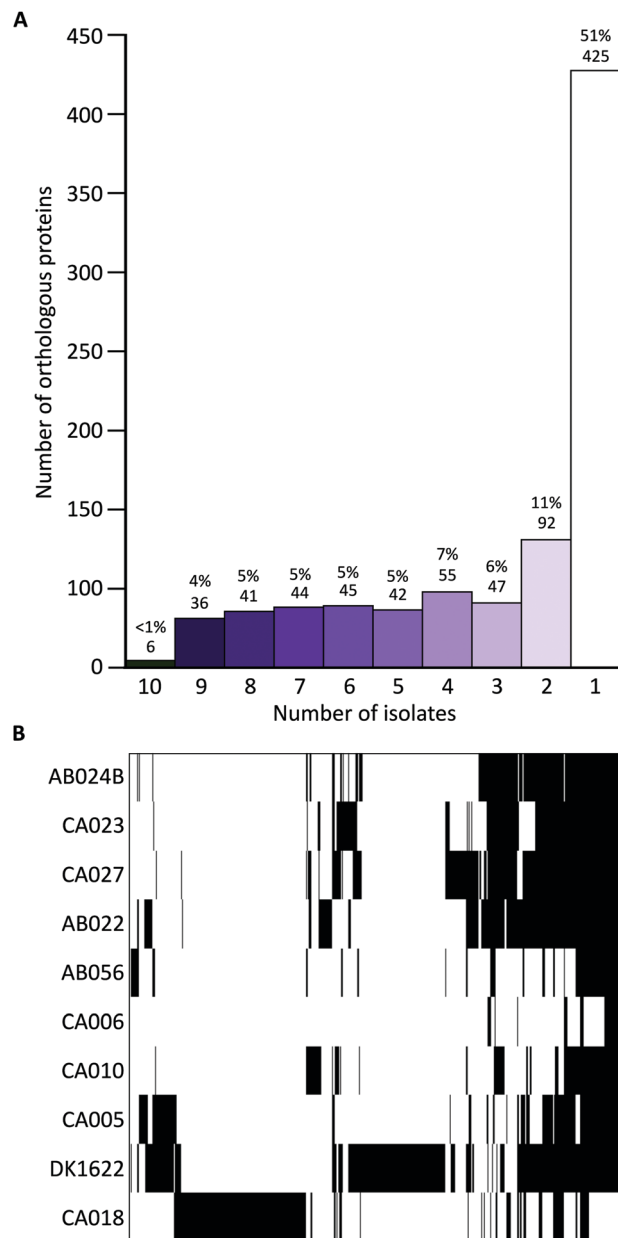 A
450
400
350
300
250
200
150
100
0
Number of orthologous proteins
<1%
6
4%
36
5%
41
5%
44
5%
45
5%
42
7%
55
6%
47
11%
92
51%
425
10 9 8 7 6 5 4 3 2 1
Number of isolates
B
AB024B
CA023
CA027
AB022
AB056
CA006
CA010
CA005
DK1622
CA018